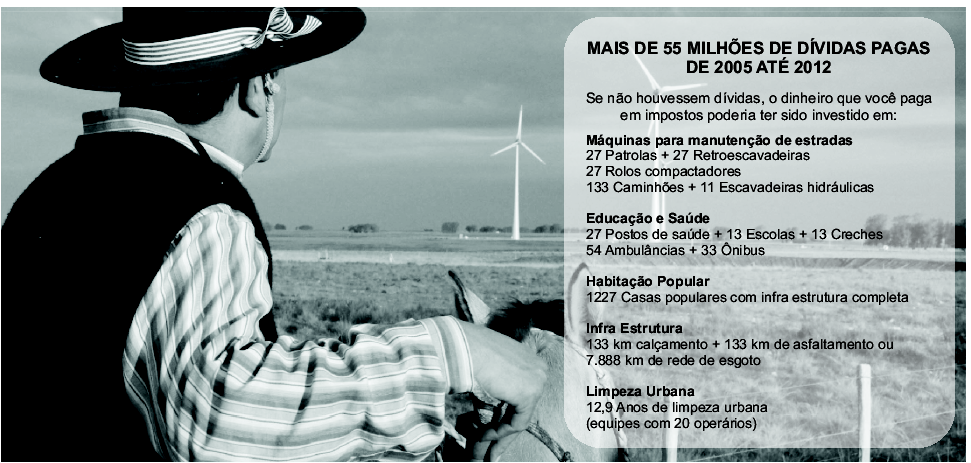 MAIS DE 55 MILHÕES DE DÍVIDAS PAGAS
DE 2005 ATÉ 2012
Se não houvessem dívidas, o dinheiro que você paga
em impostos poderia ter sido investido em:
Máquinas para manutenção de estradas
27 Patrolas + 27 Retroescavadeiras
27 Rolos compactadores
133 Caminhões + 11 Escavadeiras hidráulicas
Educação e Saúde
27 Postos de saúde + 13 Escolas + 13 Creches
54 Ambulâncias + 33 Ônibus
Habitação Popular
1227 Casas populares com infra estrutura completa
Infra Estrutura
133 km calçamento + 133 km de asfaltamento ou
7.888 km de rede de esgoto
Limpeza Urbana
12,9 Anos de limpeza urbana
(equipes com 20 operários)